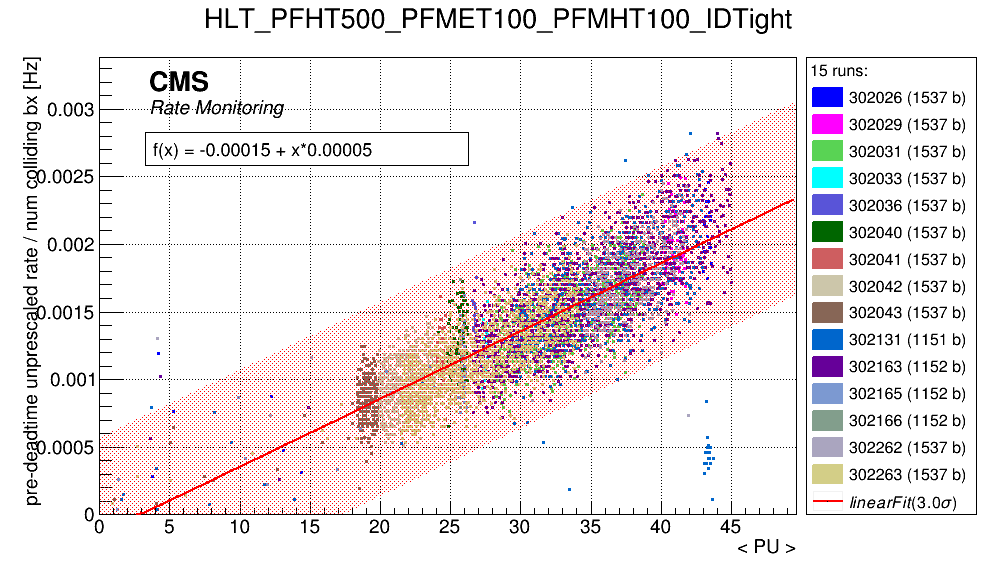 HLT_PFHT500_PFMET100_PFMHT100_IDTight
pre-deadtime unprescaled rate / num colliding bx [Hz]
CMS
Rate Monitoring
f(x) = -0.00015 + x*0.00005
0.003
0.0025
0.002
0.0015
0.001
0.0005
0
0 5 10 15 20 25 30 35 40 45
< PU >
15 runs:
302026 (1537 b)
302029 (1537 b)
302031 (1537 b)
302033 (1537 b)
302036 (1537 b)
302040 (1537 b)
302041 (1537 b)
302042 (1537 b)
302043 (1537 b)
302131 (1151 b)
302163 (1152 b)
302165 (1152 b)
302166 (1152 b)
302262 (1537 b)
302263 (1537 b)
linearFit(3.0σ)